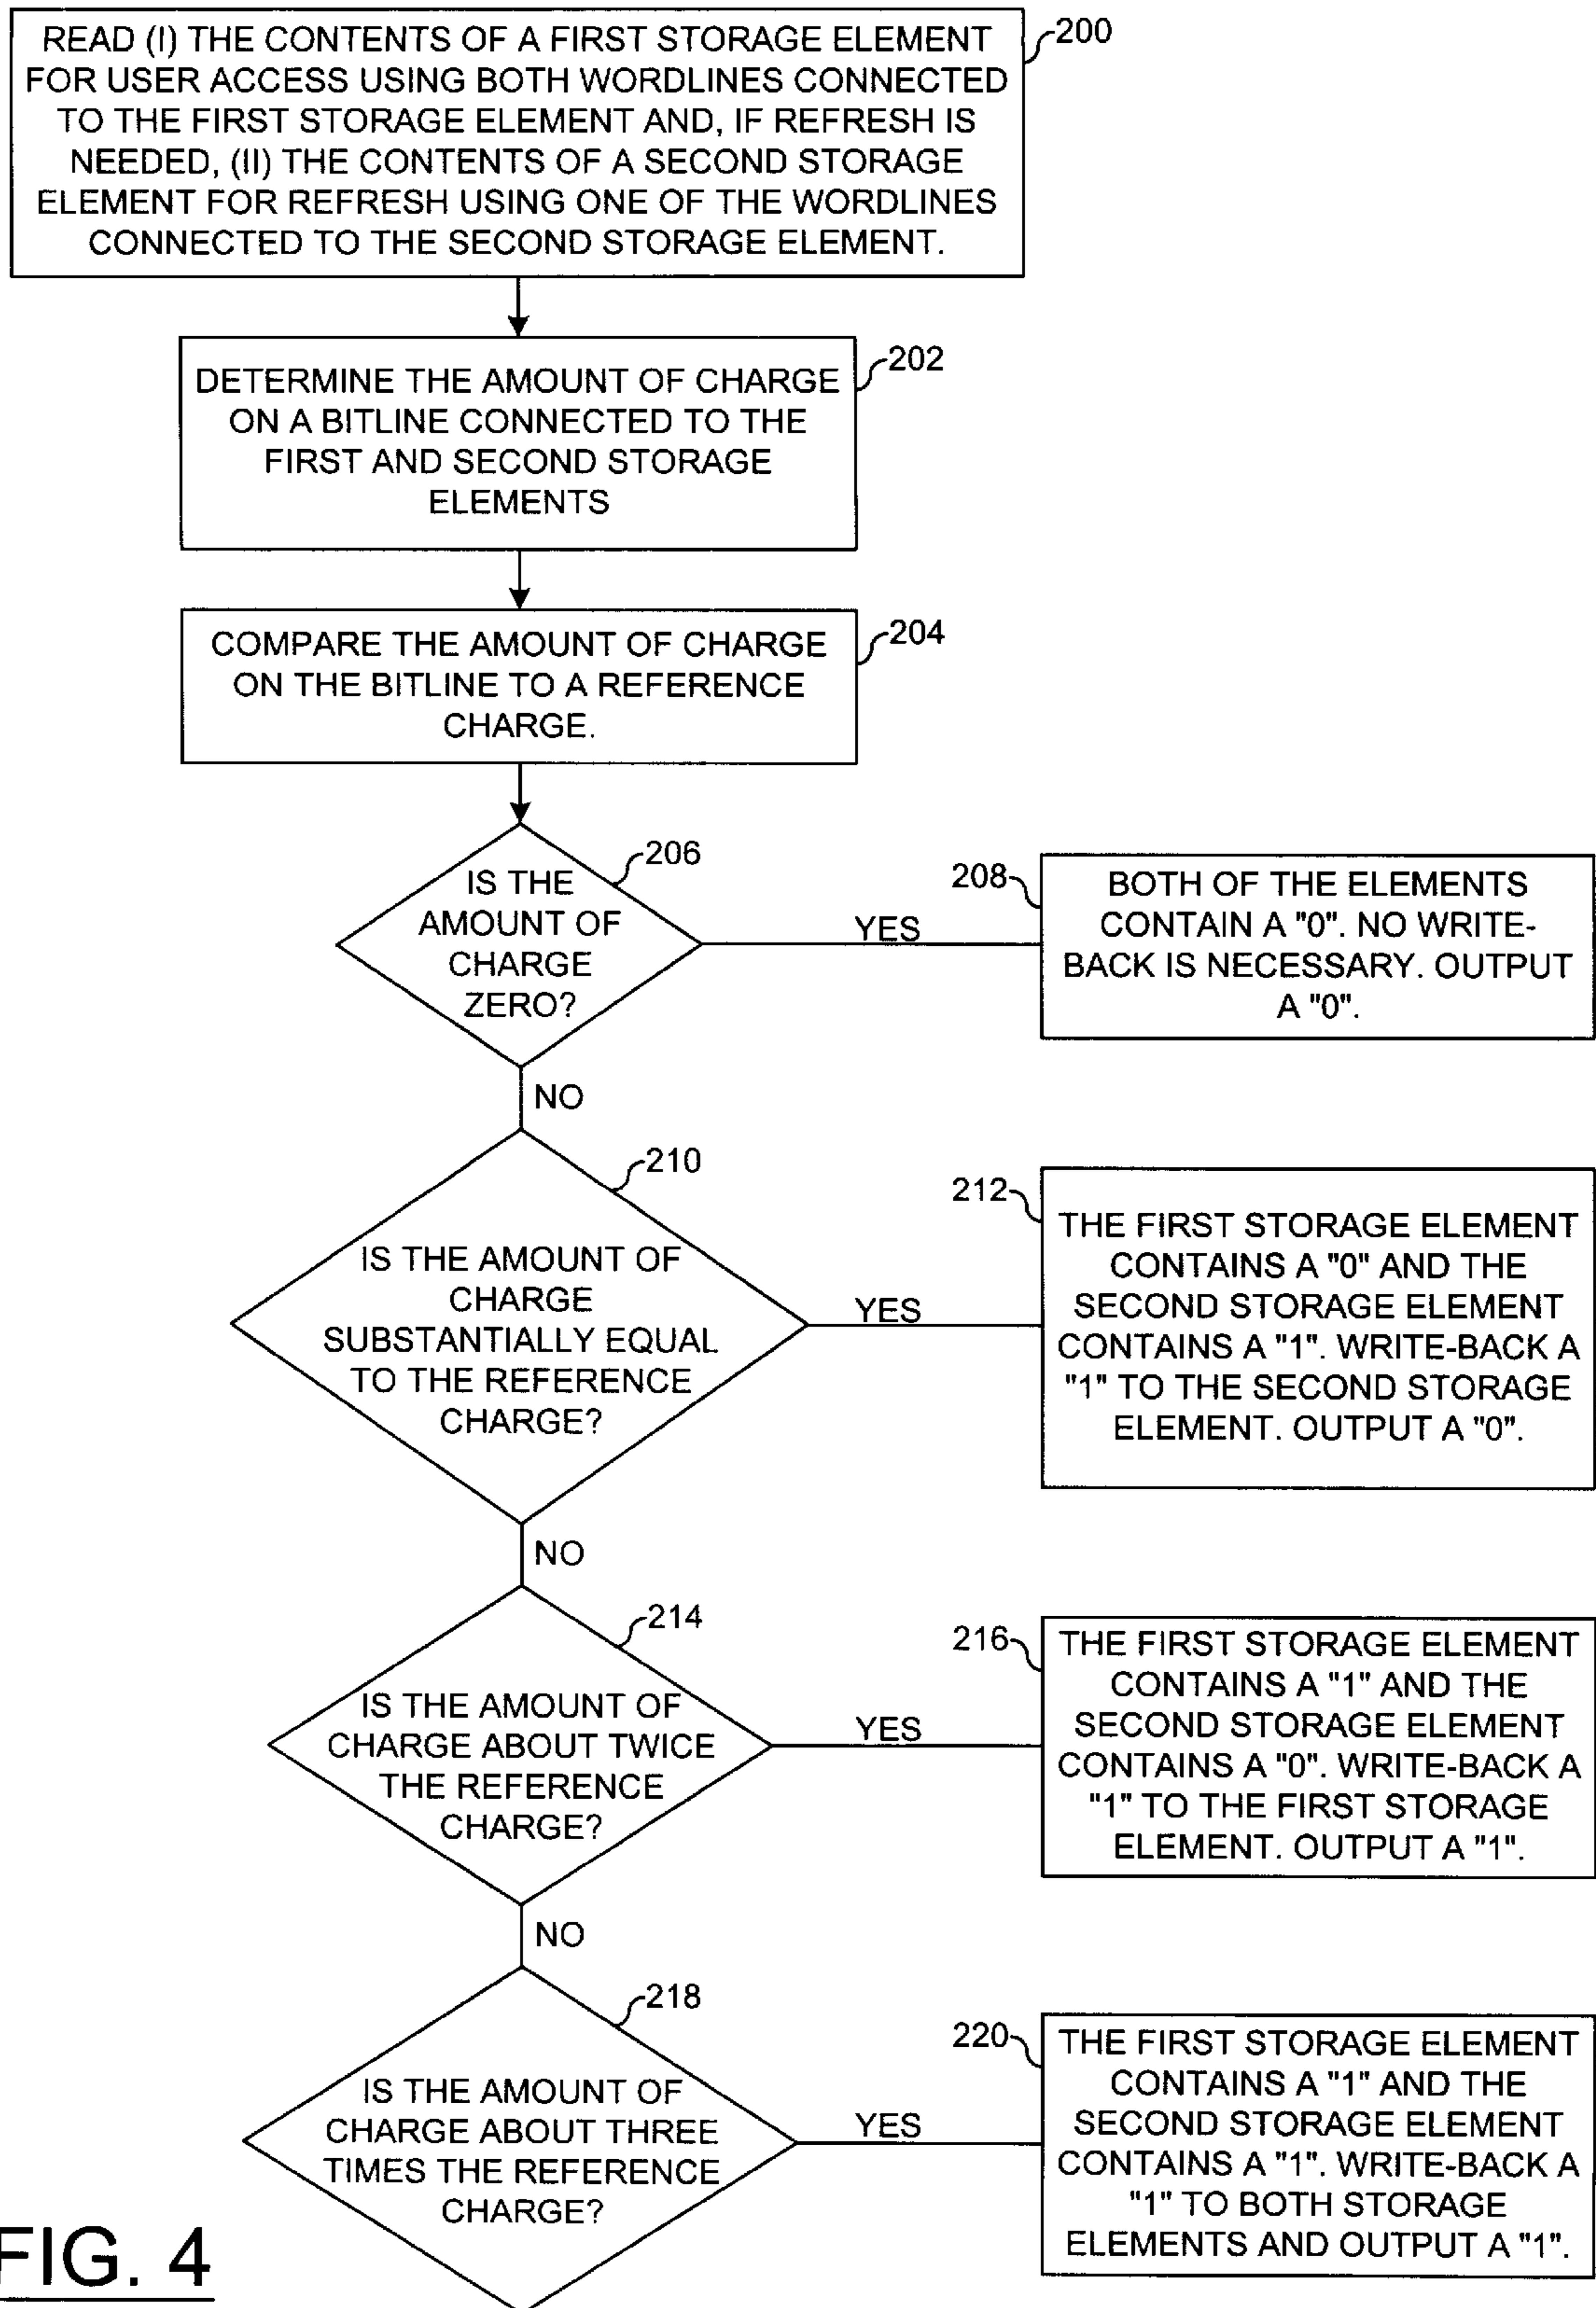 READ (I) THE CONTENTS OF A FIRST STORAGE ELEMENT
FOR USER ACCESS USING BOTH WORDLINES CONNECTED
TO THE FIRST STORAGE ELEMENT AND, IF REFRESH IS
NEEDED, (II) THE CONTENTS OF A SECOND STORAGE
ELEMENT FOR REFRESH USING ONE OF THE WORDLINES
CONNECTED TO THE SECOND STORAGE ELEMENT.
200
DETERMINE THE AMOUNT OF CHARGE
ON A BITLINE CONNECTED TO THE
FIRST AND SECOND STORAGE
ELEMENTS
202
COMPARE THE AMOUNT OF CHARGE
ON THE BITLINE TO A REFERENCE
CHARGE.
204
IS THE
AMOUNT OF
CHARGE
ZERO?
206
YES
208
BOTH OF THE ELEMENTS
CONTAIN A "0". NO WRITE-
BACK IS NECESSARY. OUTPUT
A "0".
NO
IS THE AMOUNT OF
CHARGE
SUBSTANTIALLY EQUAL
TO THE REFERENCE
CHARGE?
210
YES
212
THE FIRST STORAGE ELEMENT
CONTAINS A "0" AND THE
SECOND STORAGE ELEMENT
CONTAINS A "1". WRITE-BACK A
"1" TO THE SECOND STORAGE
ELEMENT. OUTPUT A "0".
NO
IS THE AMOUNT OF
CHARGE ABOUT TWICE
THE REFERENCE
CHARGE?
214
YES
216
THE FIRST STORAGE ELEMENT
CONTAINS A "1" AND THE
SECOND STORAGE ELEMENT
CONTAINS A "0". WRITE-BACK A
"1" TO THE FIRST STORAGE
ELEMENT. OUTPUT A "1".
NO
IS THE AMOUNT OF
CHARGE ABOUT THREE
TIMES THE REFERENCE
CHARGE?
218
YES
220
THE FIRST STORAGE ELEMENT
CONTAINS A "1" AND THE
SECOND STORAGE ELEMENT
CONTAINS A "1". WRITE-BACK A
"1" TO BOTH STORAGE
ELEMENTS AND OUTPUT A "1".
FIG. 4